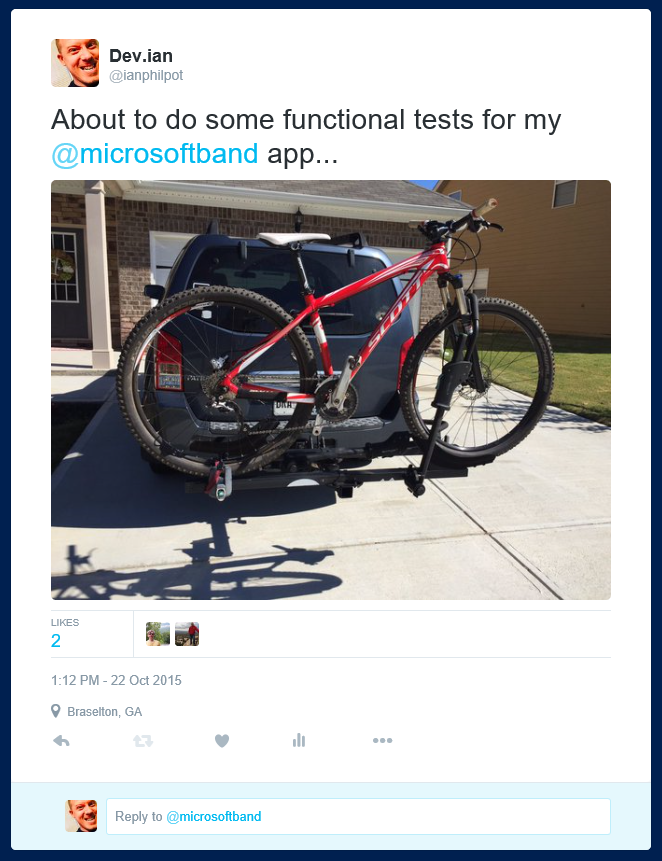 Dev.ian
@ianphilpot
About to do some functional tests for my
@microsoftband app...
SCOTT
LIKES
2
1:12 PM - 22 Oct 2015
Braselton, GA
Reply to @microsoftband